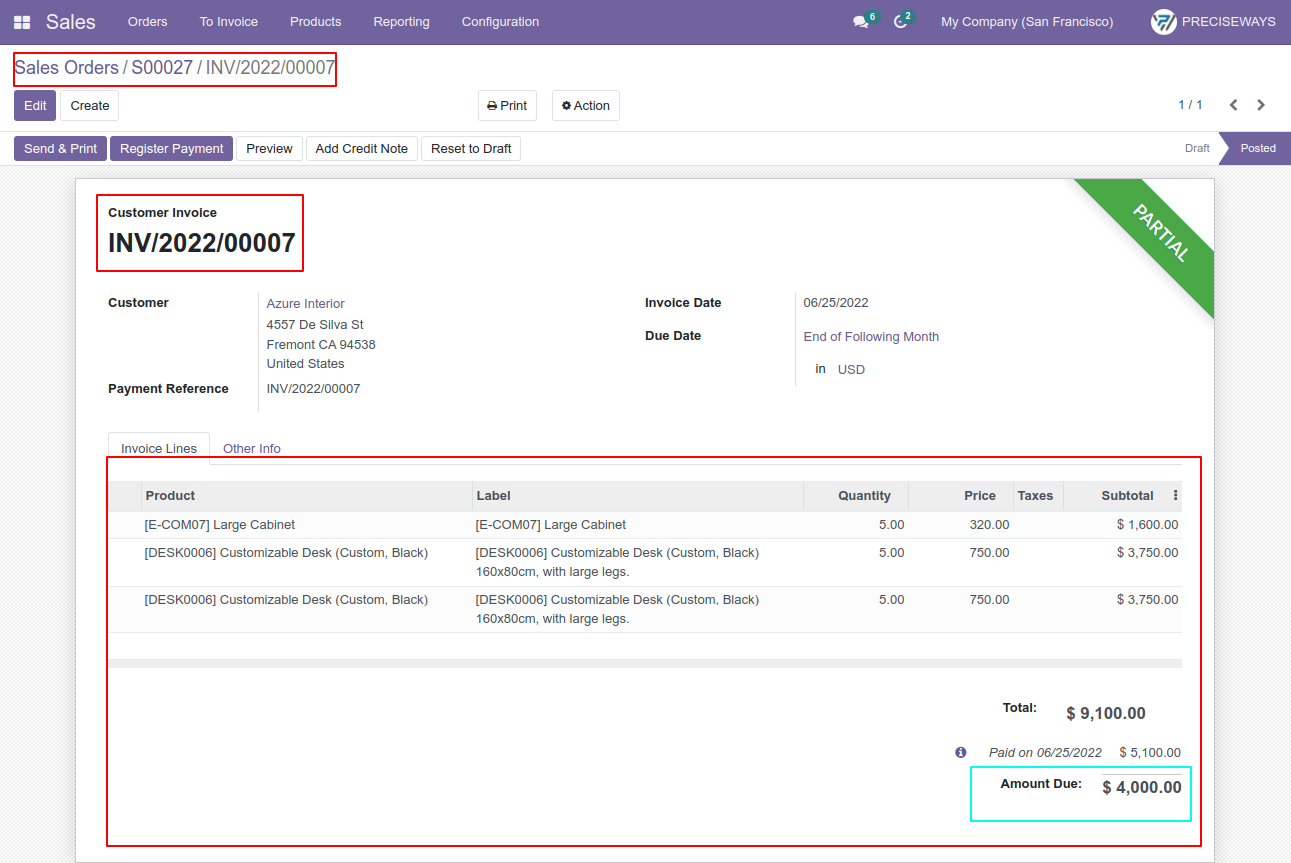 Sales Orders To Invoice Products Reporting Configuration 6 2 My Company (San Francisco) PRECISEWAYS
Sales Orders / S00027 / INV/2022/00007
Edit Create Print Action 1 / 1
Send & Print Register Payment Preview Add Credit Note Reset to Draft Draft Posted
PARTIAL
Customer Invoice
INV/2022/00007
Customer Azure Interior
4557 De Silva St
Fremont CA 94538
United States
Payment Reference INV/2022/00007
Invoice Date 06/25/2022
Due Date End of Following Month
in USD
Invoice Lines Other Info
Product Label Quantity Price Taxes Subtotal
[E-COM07] Large Cabinet [E-COM07] Large Cabinet 5.00 320.00 $ 1,600.00
[DESK0006] Customizable Desk (Custom, Black) [DESK0006] Customizable Desk (Custom, Black) 5.00 750.00 $ 3,750.00
160x80cm, with large legs.
[DESK0006] Customizable Desk (Custom, Black) [DESK0006] Customizable Desk (Custom, Black) 5.00 750.00 $ 3,750.00
160x80cm, with large legs.
Total: $ 9,100.00
Paid on 06/25/2022 $ 5,100.00
Amount Due: $ 4,000.00